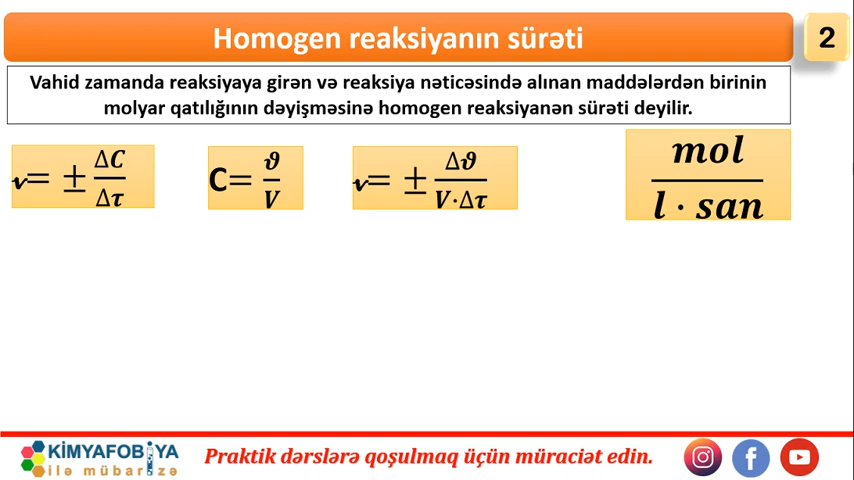 Homogen reaksiyanın sürəti
2
Vahid zamanda reaksiyaya girən və reaksiya nəticəsində alınan maddələrdən birinin
molyar qatılığının dəyişməsinə homogen reaksiyanən sürəti deyilir.
𝓋= ± ΔC/Δτ
C= ϑ/V
𝓋= ± Δϑ/V·Δτ
mol/l · san
KİMYAFOBİYA
ilə mübarizə
Praktik dərslərə qoşulmaq üçün müraciət edin.